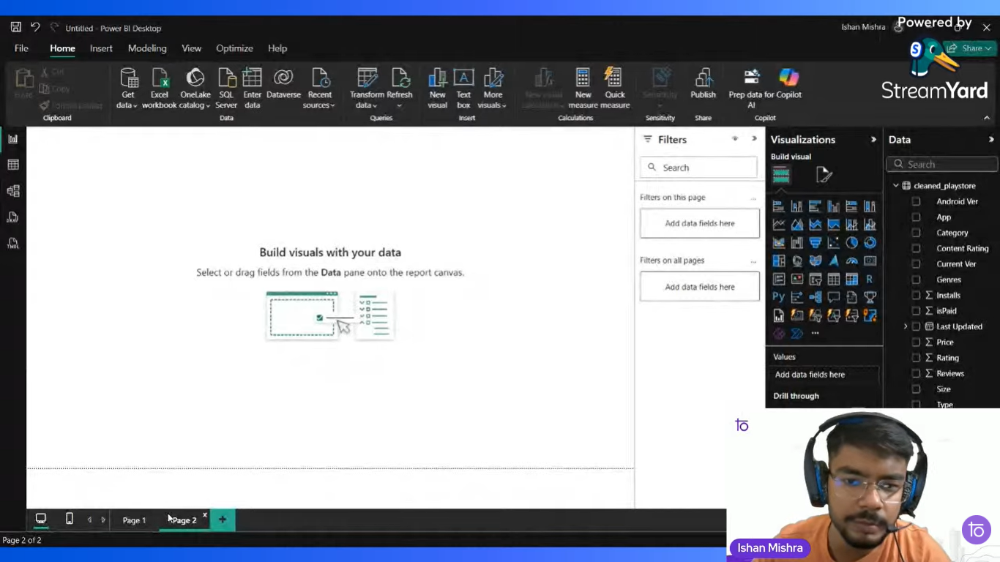 Untitled - Power BI Desktop
Ishan Mishra
Powered by
File
Home
Insert
Modeling
View
Optimize
Help
Share
StreamYard
Paste
Cut
Copy
Format painter
Clipboard
Get data
Excel workbook
OneLake catalog
SQL Server
Enter data
Dataverse
Recent sources
Data
Transform data
Refresh
Queries
New visual
Text box
More visuals
Insert
New visual calculation
New measure
Quick measure
Calculations
Sensitivity
Sensitivity
Publish
Share
Prep data for AI
Copilot
Copilot
Build visuals with your data
Select or drag fields from the Data pane onto the report canvas.
Filters
Search
Filters on this page
...
Add data fields here
Filters on all pages
...
Add data fields here
Visualizations
Build visual
R
Py
...
Values
Add data fields here
Drill through
Data
Search
cleaned_playstore
Android Ver
App
Category
Content Rating
Current Ver
Genres
Installs
isPaid
Last Updated
Price
Rating
Reviews
Size
Type
Page 1
Page 2
Page 2 of 2
Ishan Mishra